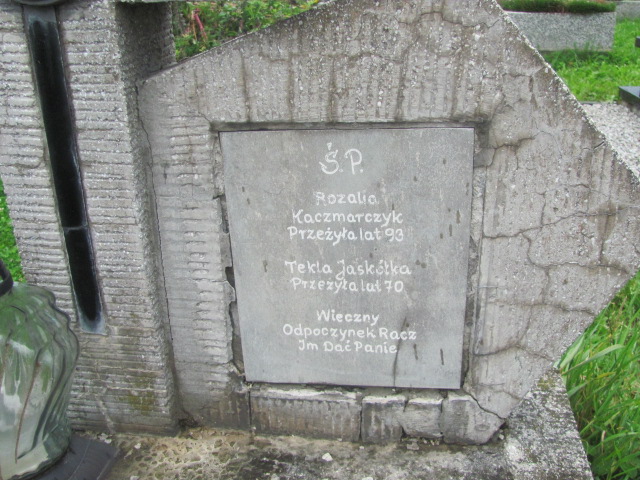 Ś.P.
Rozalia
Kaczmarczyk
Przeżyła lat 93
Tekla Jaskółka
Przeżyła lat 70
Wieczny
Odpoczynek Racz
Im Dać Panie